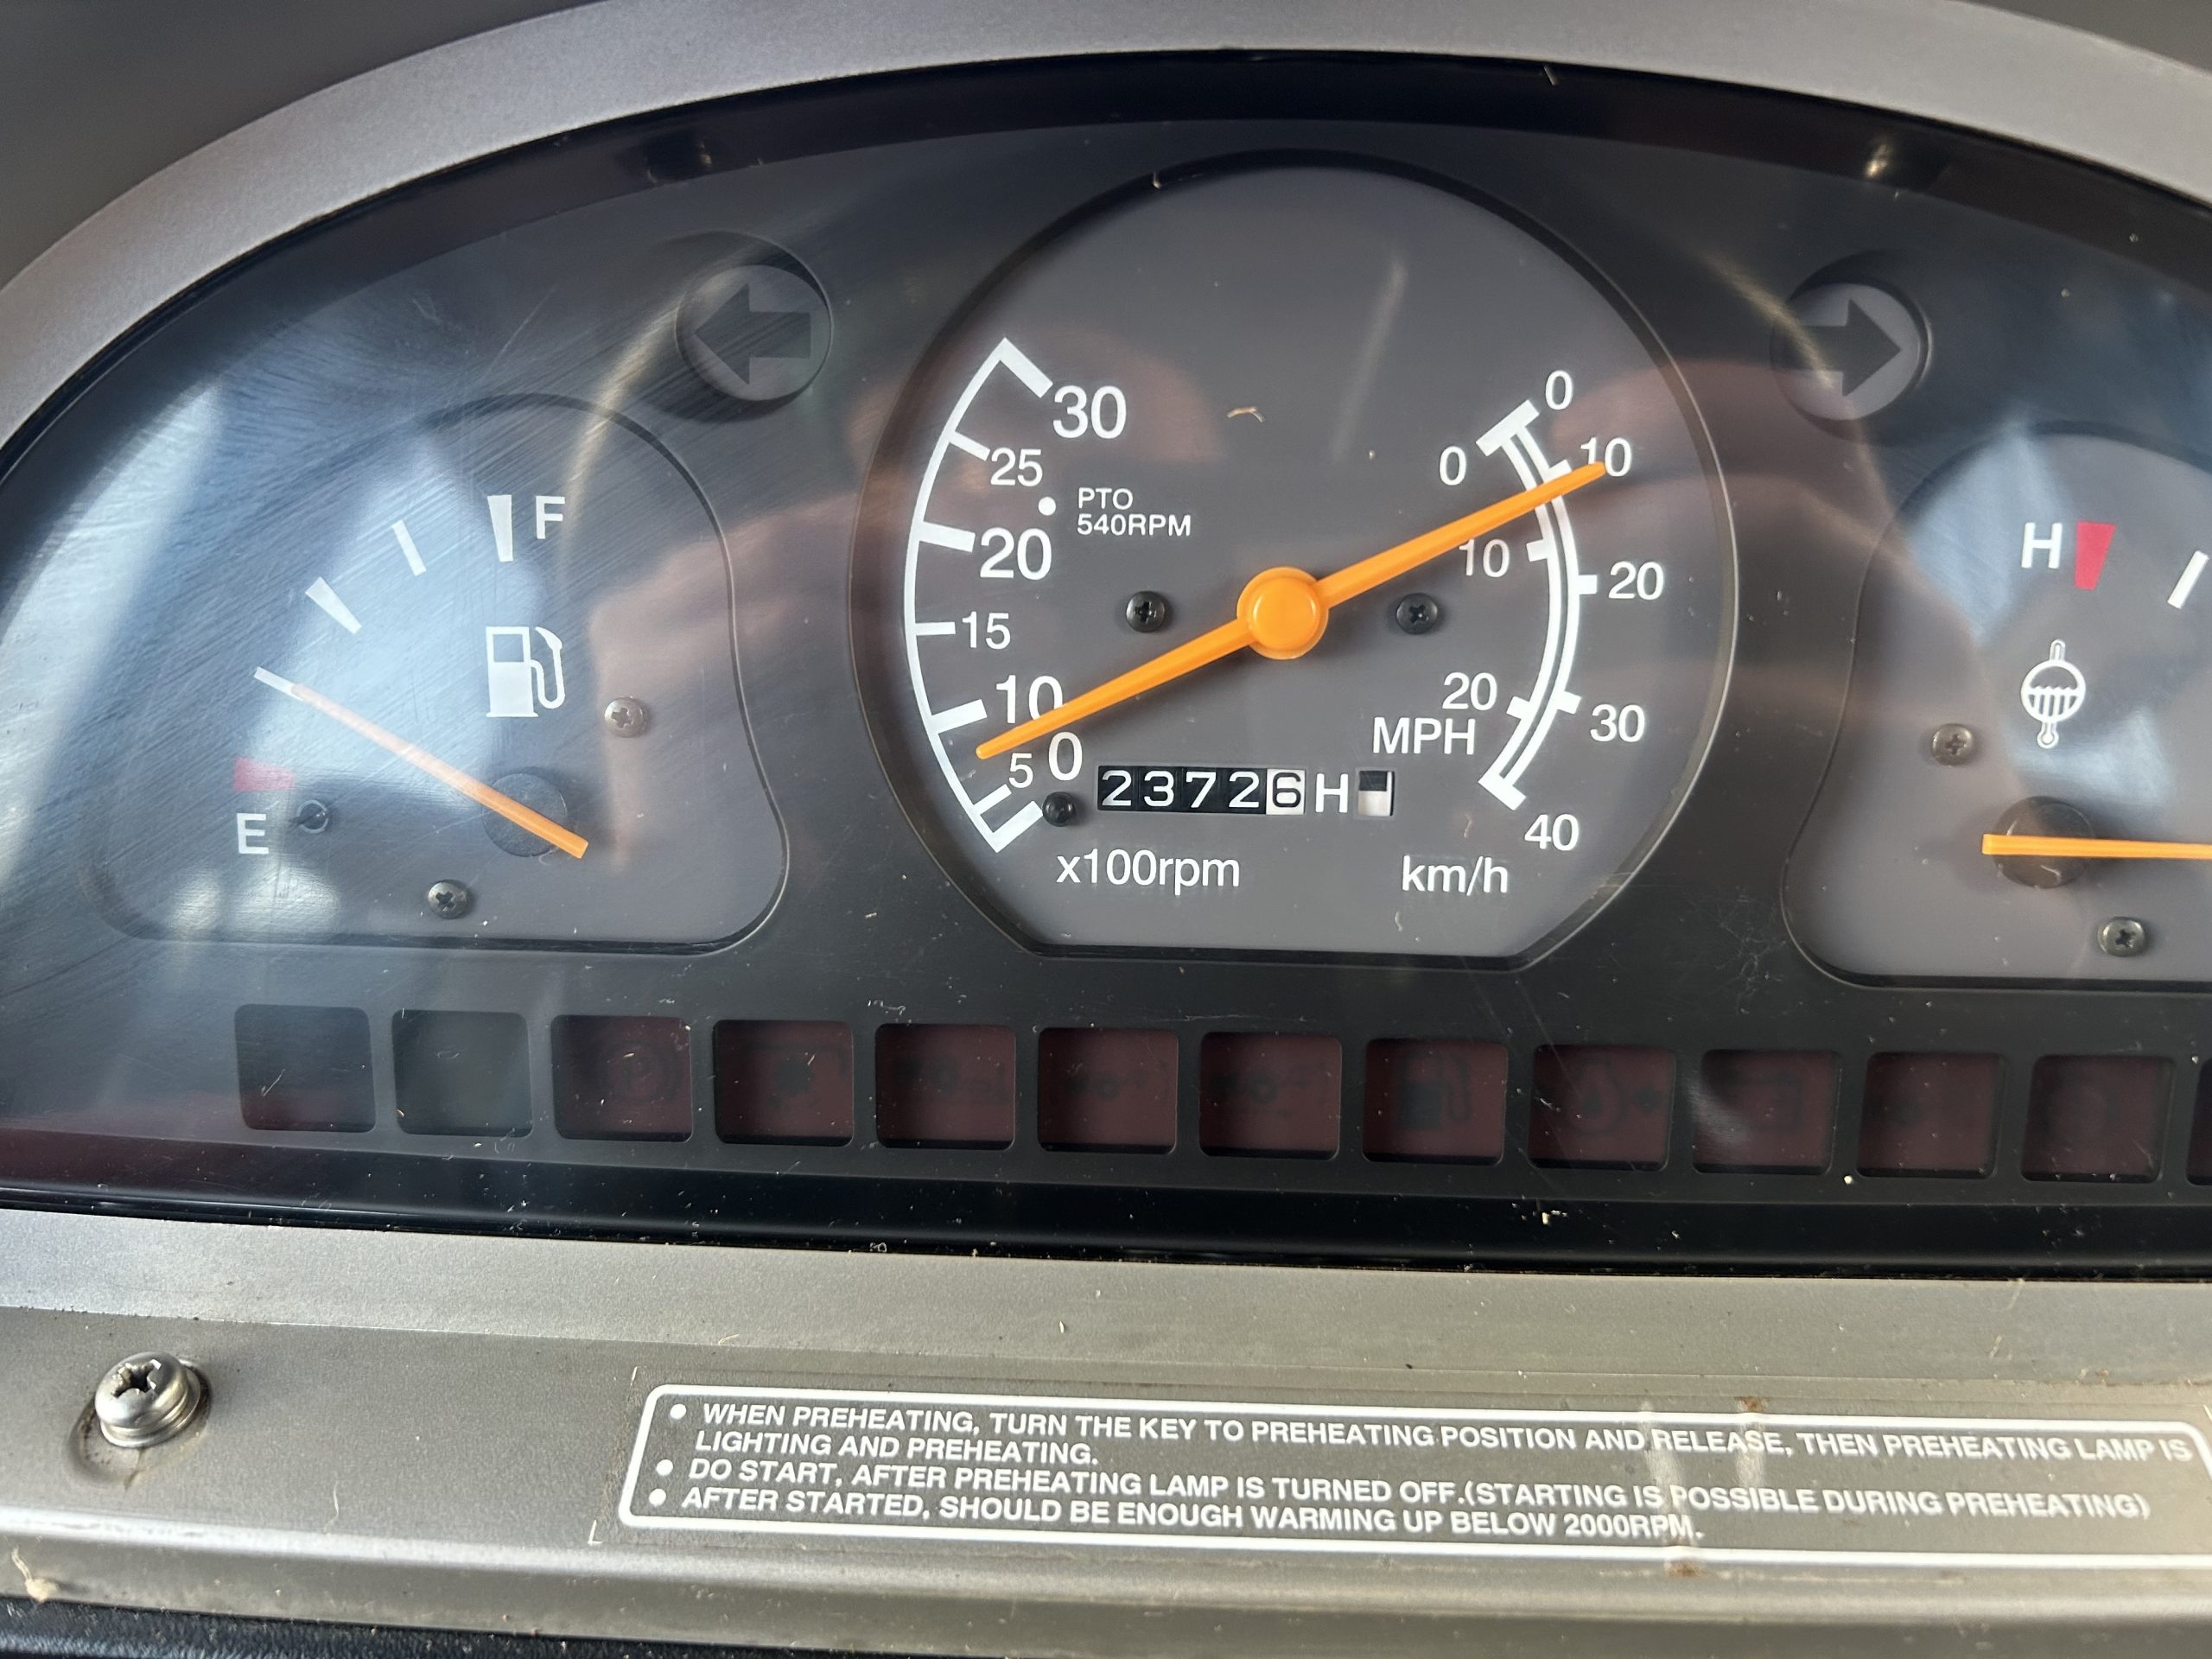 F
E
30
25
PTO
540RPM
20
15
10
5
0
0
0
10
10
20
20
30
MPH
40
23726H
x100rpm
km/h
H
• WHEN PREHEATING, TURN THE KEY TO PREHEATING POSITION AND RELEASE, THEN PREHEATING LAMP IS
LIGHTING AND PREHEATING.
• DO START, AFTER PREHEATING LAMP IS TURNED OFF.(STARTING IS POSSIBLE DURING PREHEATING)
• AFTER STARTED, SHOULD BE ENOUGH WARMING UP BELOW 2000RPM.